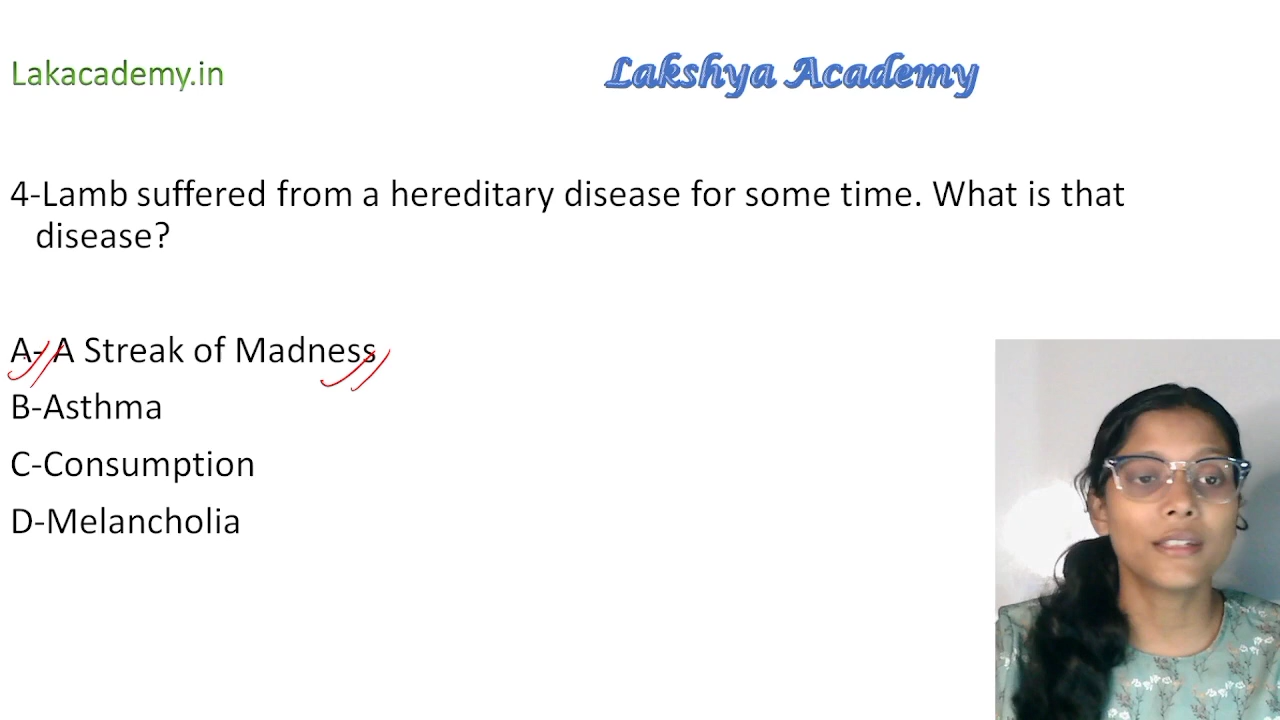 Lakacademy.in
Lakshya Academy
4-Lamb suffered from a hereditary disease for some time. What is that
disease?
A- A Streak of Madness
B-Asthma
C-Consumption
D-Melancholia